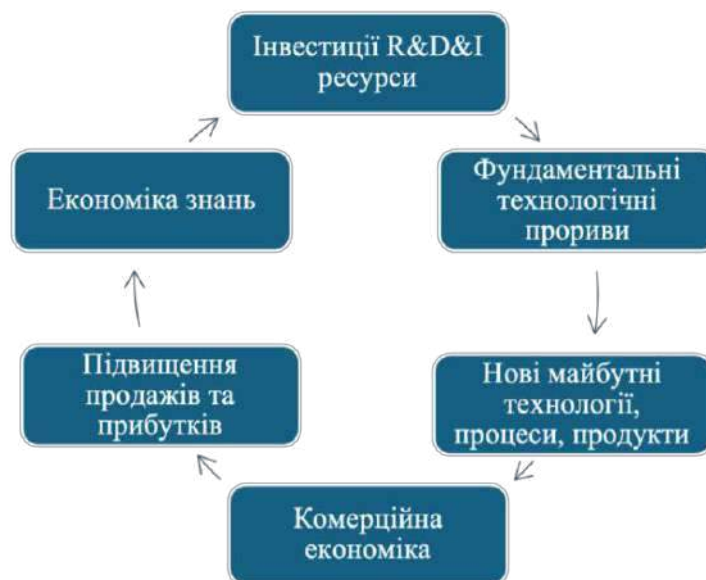 Інвестиції R&D&I
ресурси
Фундаментальні
технологічні
прориви
Нові майбутні
технології,
процеси, продукти
Комерційна
економіка
Підвищення
продажів та
прибутків
Економіка знань